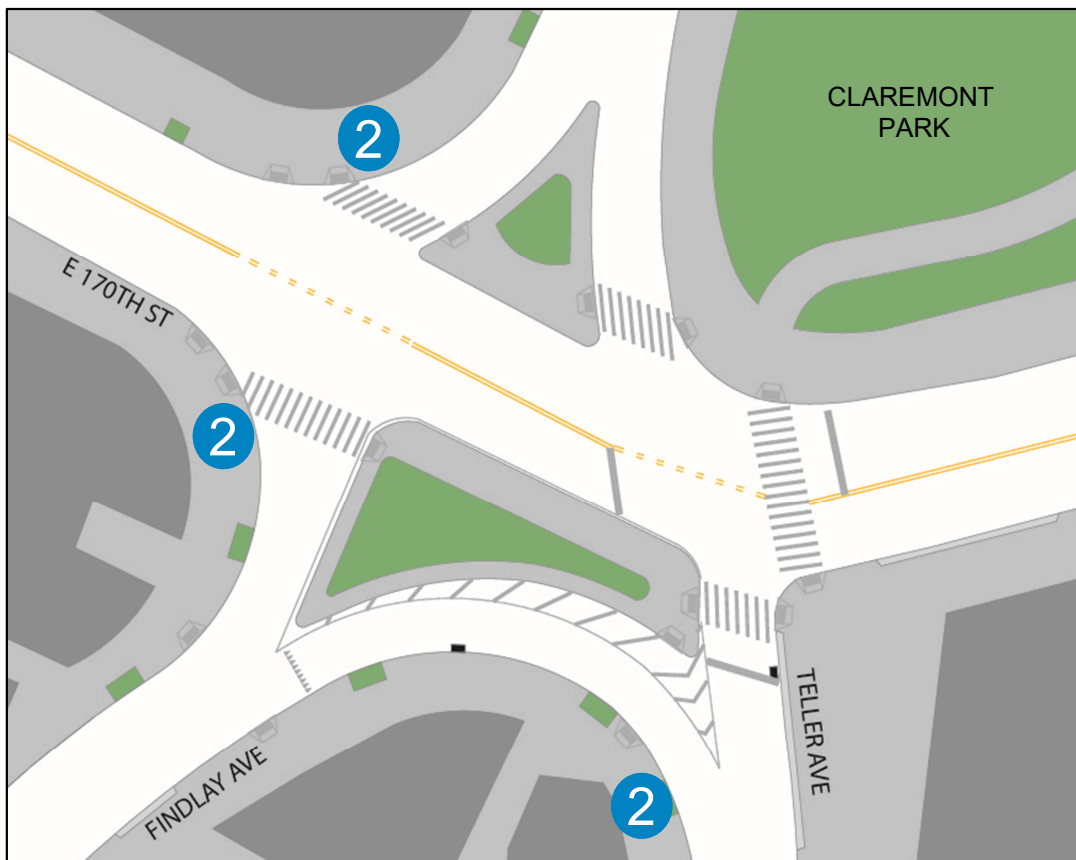 CLAREMONT
PARK
2
E 170TH ST
2
TELLER AVE
FINDLAY AVE
2